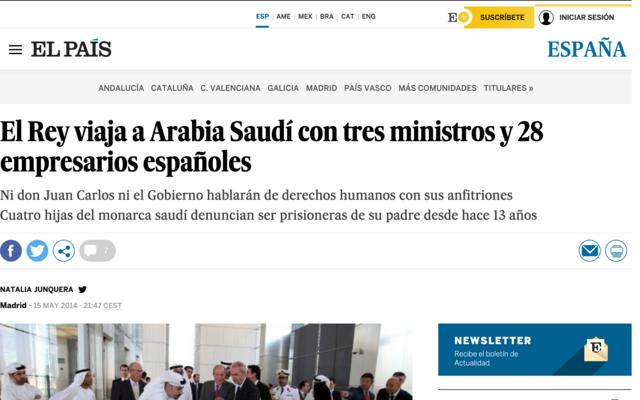 ESP | AME | MEX | BRA | CAT | ENG
E+ SUSCRÍBETE INICIAR SESIÓN
EL PAÍS ESPAÑA
ANDALUCÍA CATALUÑA C. VALENCIANA GALICIA MADRID PAÍS VASCO MÁS COMUNIDADES TITULARES »
El Rey viaja a Arabia Saudí con tres ministros y 28
empresarios españoles
Ni don Juan Carlos ni el Gobierno hablarán de derechos humanos con sus anfitriones
Cuatro hijas del monarca saudí denuncian ser prisioneras de su padre desde hace 13 años
7
NATALIA JUNQUERA
Madrid - 15 MAY 2014 - 21:47 CEST
NEWSLETTER
Recibe el boletín de
Actualidad
E